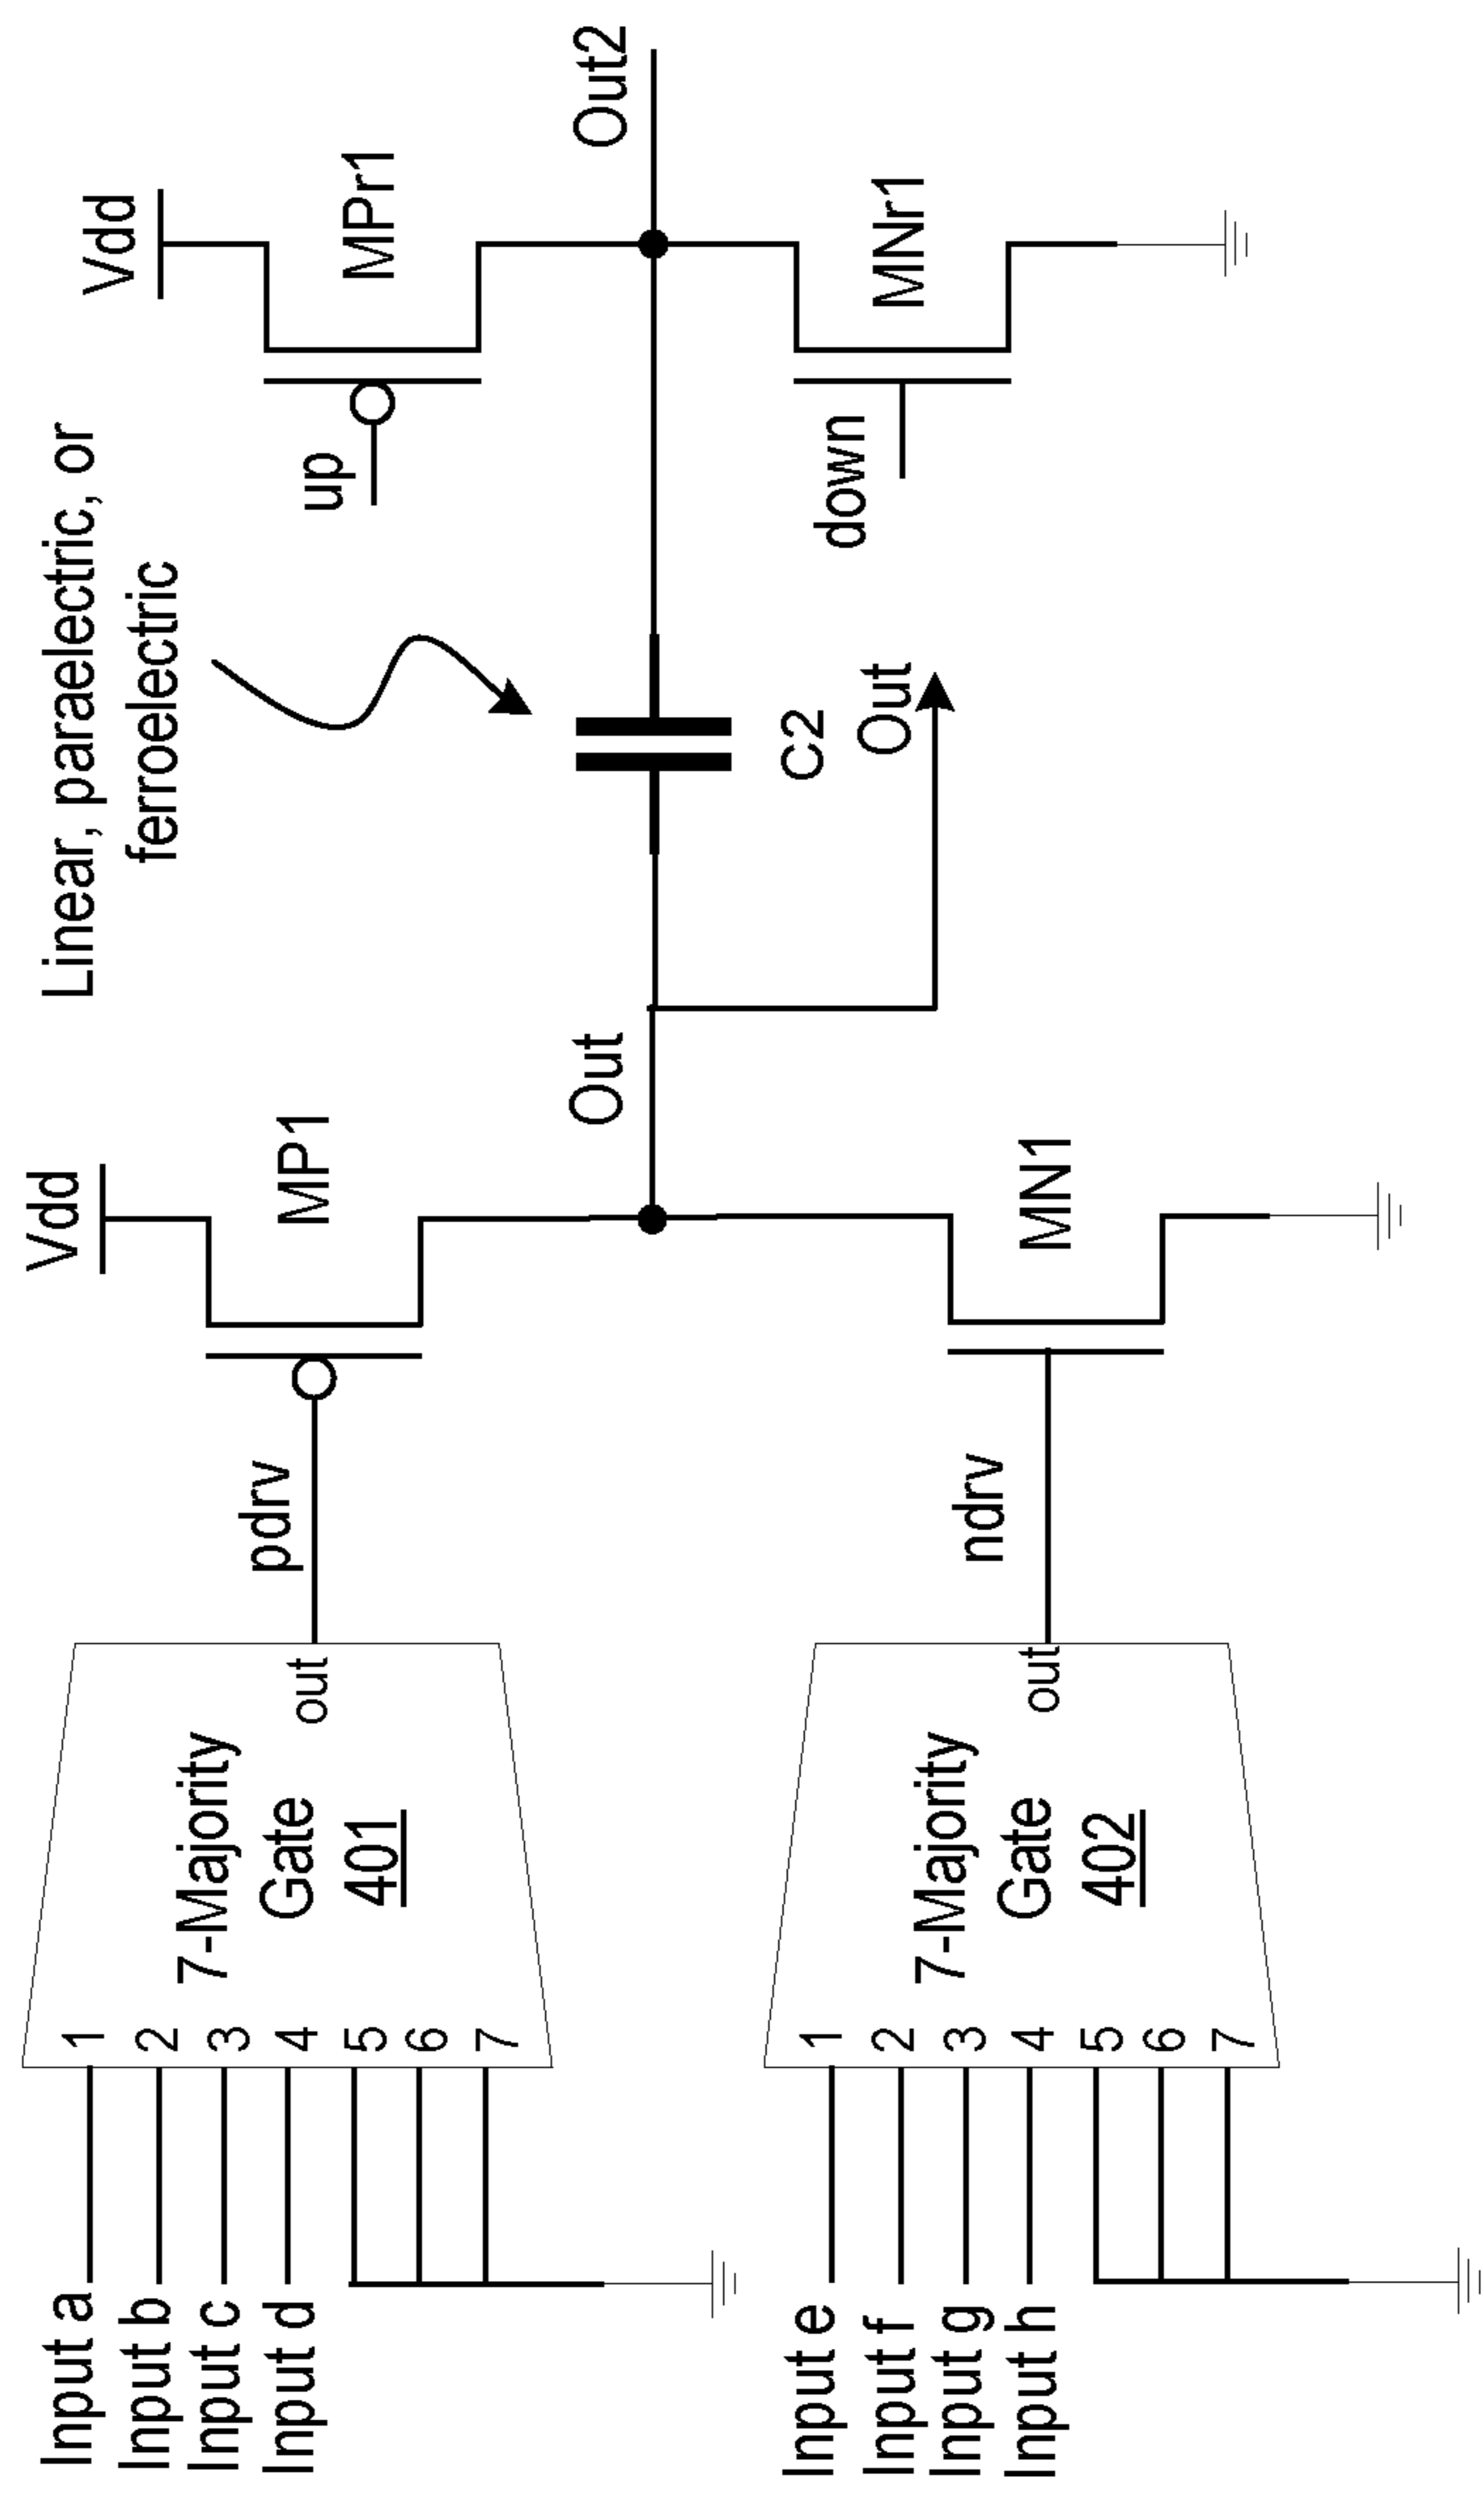 Linear, paraelectric, or
ferroelectric
Vdd
MP1
pdrv
Vdd
MPr1
up
Out
C2
Out
Out2
down
MNr1
ndrv
MN1
Input a
Input b
Input c
Input d
1
2
3
4
5
6
7
7-Majority
Gate
401
out
Input e
Input f
Input g
Input h
1
2
3
4
5
6
7
7-Majority
Gate
402
out